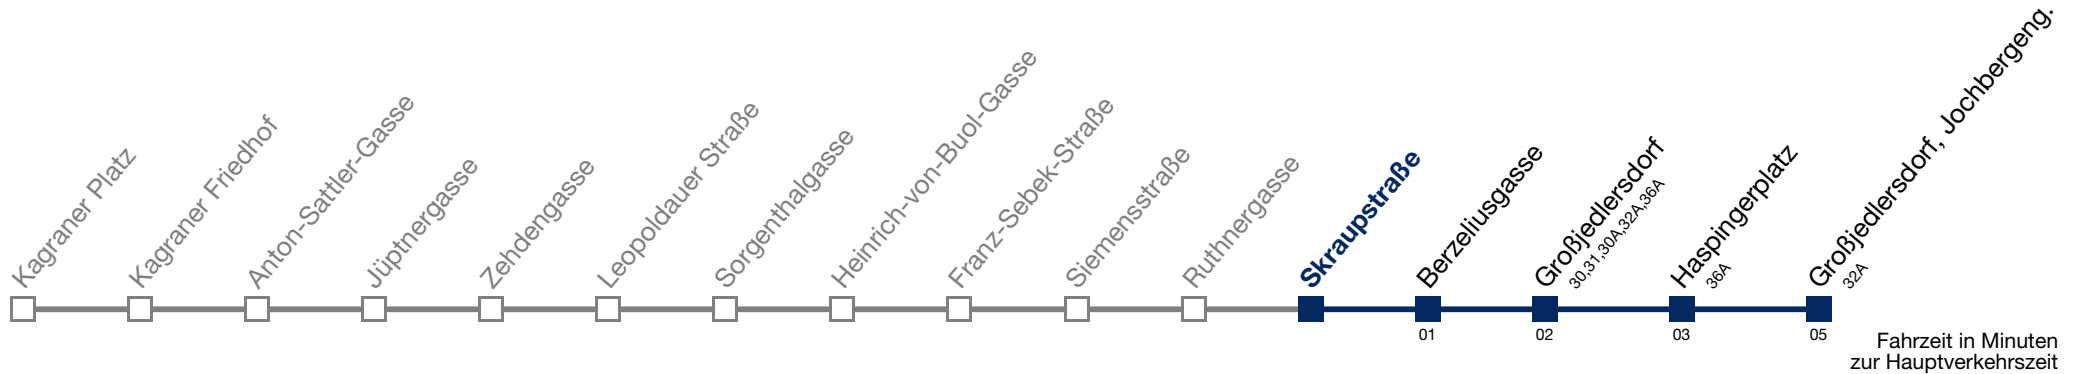 Kagraner Platz
Kagraner Friedhof
Anton-Sattler-Gasse
Jüptnergasse
Zehdengasse
Leopoldauer Straße
Sorgenthalgasse
Heinrich-von-Buol-Gasse
Franz-Sebek-Straße
Siemensstraße
Ruthnergasse
Skraupstraße
Berzeliusgasse
01
Großjedlersdorf
30,31,30A,32A,36A
02
Haspingerplatz
36A
03
Großjedlersdorf, Jochbergeng.
32A
05
Fahrzeit in Minuten
zur Hauptverkehrszeit